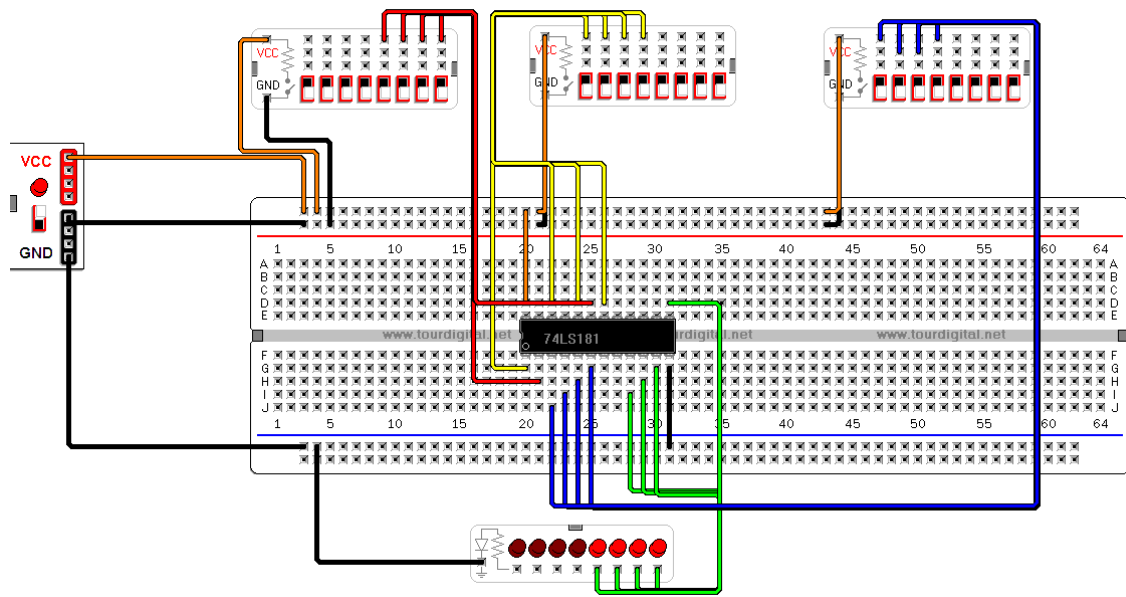 VCC
GND
VCC
GND
VCC
GND
VCC
GND
1 5 10 15 20 25 30 35 40 45 50 55 60 64
A A
B B
C C
D D
E E
www.tourdigital.net 74LS181 urdigital.net www.tourdigital.net
F F
G G
H H
I I
J J
1 5 10 15 20 25 30 35 40 45 50 55 60 64